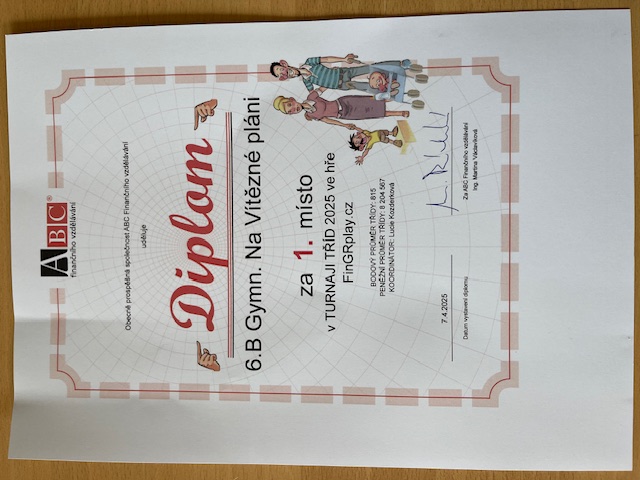 ABC®
finančního vzdělávání
Obecně prospěšná společnost ABC Finančního vzdělávání
uděluje
Diplom
6.B Gymn. Na Vítězné pláni
za 1. místo
v TURNAJI TŘÍD 2025 ve hře
FinGRplay.cz
BODOVÝ PRŮMĚR TŘÍDY: 815
PENĚŽNÍ PRŮMĚR TŘÍDY: 8 204 567
KOORDINÁTOR: Lucie Kozderková
7.4.2025
Datum vystavení diplomu
Za ABC Finančního vzdělávání
Ing. Martina Václavíková